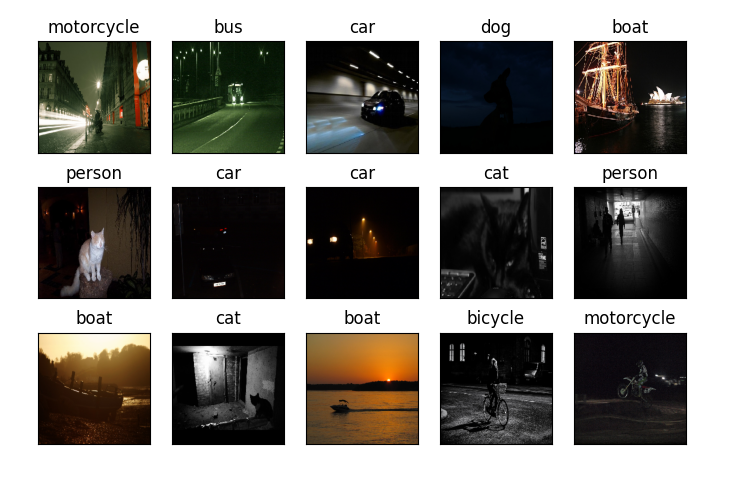 motorcycle bus car dog boat
person car car cat person
boat cat boat bicycle motorcycle